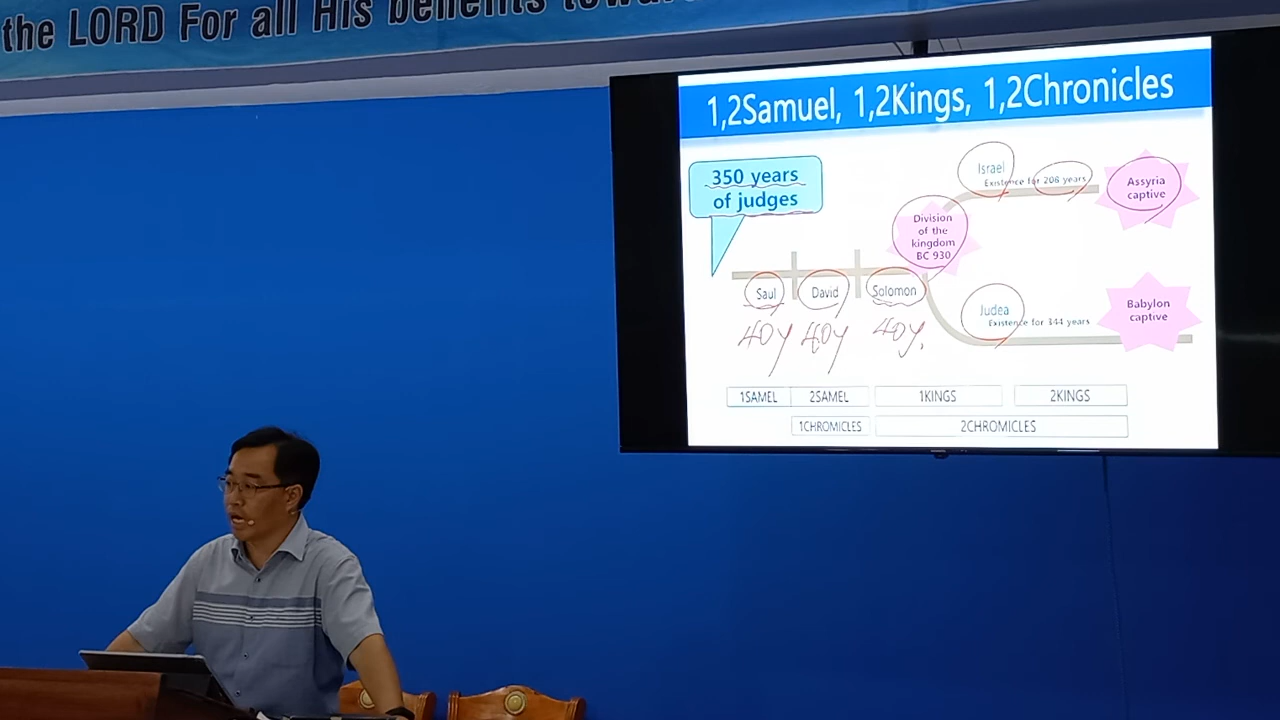 the LORD For all His benefits
1,2Samuel, 1,2Kings, 1,2Chronicles
350 years
of judges
Israel
Existence for 208 years
Assyria
captive
Division
of the
kingdom
BC 930
Saul
David
Solomon
40y
40y
40y.
Judea
Existence for 344 years
Babylon
captive
1SAMEL
2SAMEL
1KINGS
2KINGS
1CHROMICLES
2CHROMICLES